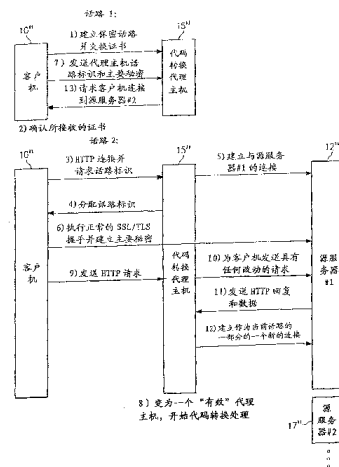 话路 1:
10"
15"
客户机
代码转换代理主机
1)建立保密话路
并交换证书
7) 发送代理主机话
路标识和主要秘密
13)请求客户机连接
到源服务器#2
2)确认所接收的证书
话路 2:
10"
15"
12"
3)HTTP 连接并
请求话路标识
5)建立与源服务
器#1 的连接
4)分配话路标识
6)执行正常的 SSL/TLS
握手并建立主要秘密
客户机
代码转换代理主机
源服务器#1
10)为客户机发送具有
任何改动的请求
9)发送 HTTP 请求
11)发送 HTTP 回复
和数据
12)建立作为当前话路的
一部分的一个新的连接
8)变为一个“有效”代理
主机,开始代码转换处理
17"
源服务器#2